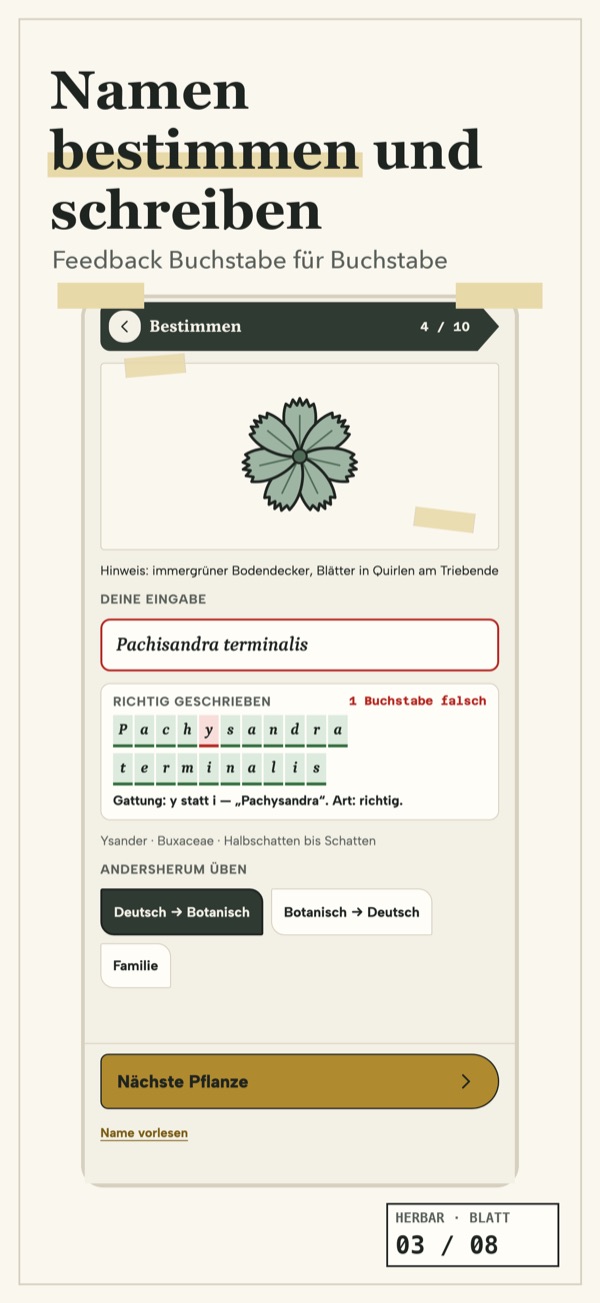 Namen
bestimmen und
schreiben
Feedback Buchstabe für Buchstabe
Bestimmen 4 / 10
Hinweis: immergrüner Bodendecker, Blätter in Quirlen am Triebende
DEINE EINGABE
Pachisandra terminalis
RICHTIG GESCHRIEBEN 1 Buchstabe falsch
P a c h y s a n d r a
t e r m i n a l i s
Gattung: y statt i — „Pachysandra“. Art: richtig.
Ysander · Buxaceae · Halbschatten bis Schatten
ANDERSHERUM ÜBEN
Deutsch → Botanisch Botanisch → Deutsch
Familie
Nächste Pflanze
Name vorlesen
HERBAR · BLATT
03 / 08